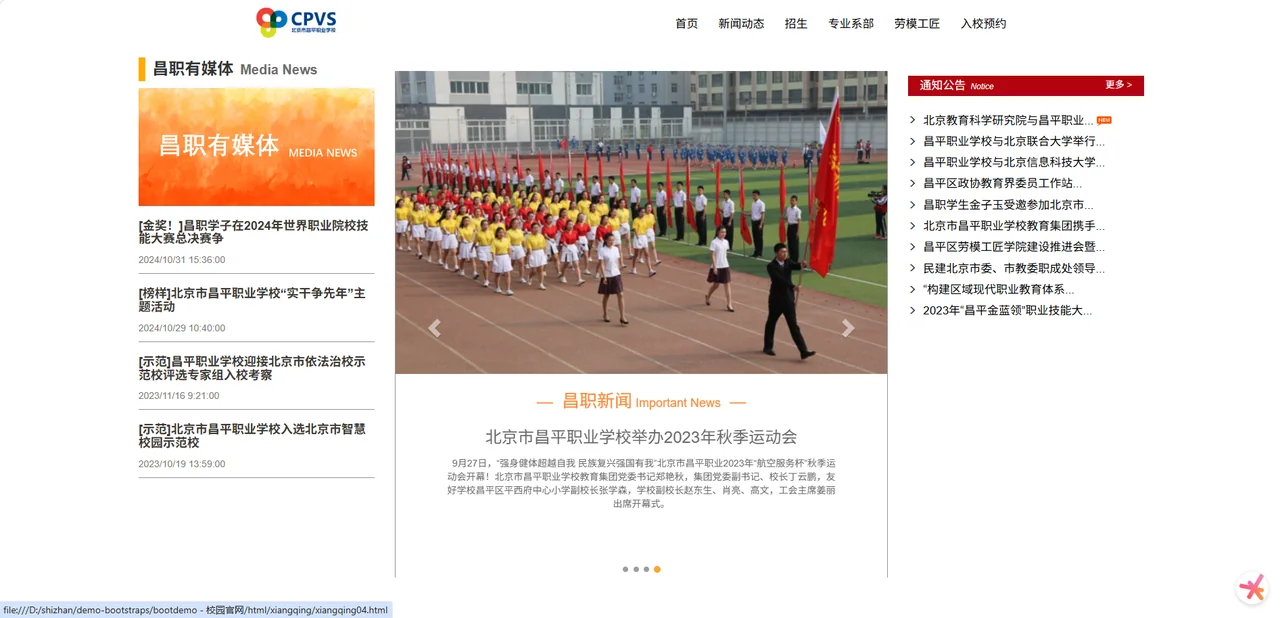 CPVS
北京市昌平职业学校
首页 新闻动态 招生 专业系部 劳模工匠 入校预约
昌职有媒体 Media News
昌职有媒体 MEDIA NEWS
[金奖！]昌职学子在2024年世界职业院校技
能大赛总决赛争
2024/10/31 15:36:00
[榜样]北京市昌平职业学校“实干争先年”主
题活动
2024/10/29 10:40:00
[示范]昌平职业学校迎接北京市依法治校示
范校评选专家组入校考察
2023/11/16 9:21:00
[示范]北京市昌平职业学校入选北京市智慧
校园示范校
2023/10/19 13:59:00
昌职新闻 Important News
北京市昌平职业学校举办2023年秋季运动会
9月27日，“强身健体超越自我 民族复兴强国有我”北京市昌平职业2023年“航空服务杯”秋季运
动会开幕！北京市昌平职业学校教育集团党委书记郑艳秋，集团党委副书记、校长丁云鹏，友
好学校昌平区平西府中心小学副校长张学森，学校副校长赵东生、肖亮、高文，工会主席姜丽
出席开幕式。
通知公告 Notice 更多 >
北京教育科学研究院与昌平职业... NEW
昌平职业学校与北京联合大学举行...
昌平职业学校与北京信息科技大学...
昌平区政协教育界委员工作站...
昌职学生金子玉受邀参加北京市...
北京市昌平职业学校教育集团携手...
昌平区劳模工匠学院建设推进会暨...
民建北京市委、市教委职成处领导...
“构建区域现代职业教育体系...
2023年“昌平金蓝领”职业技能大...
file:///D:/shizhan/demo-bootstraps/bootdemo - 校园官网/html/xiangqing/xiangqing04.html